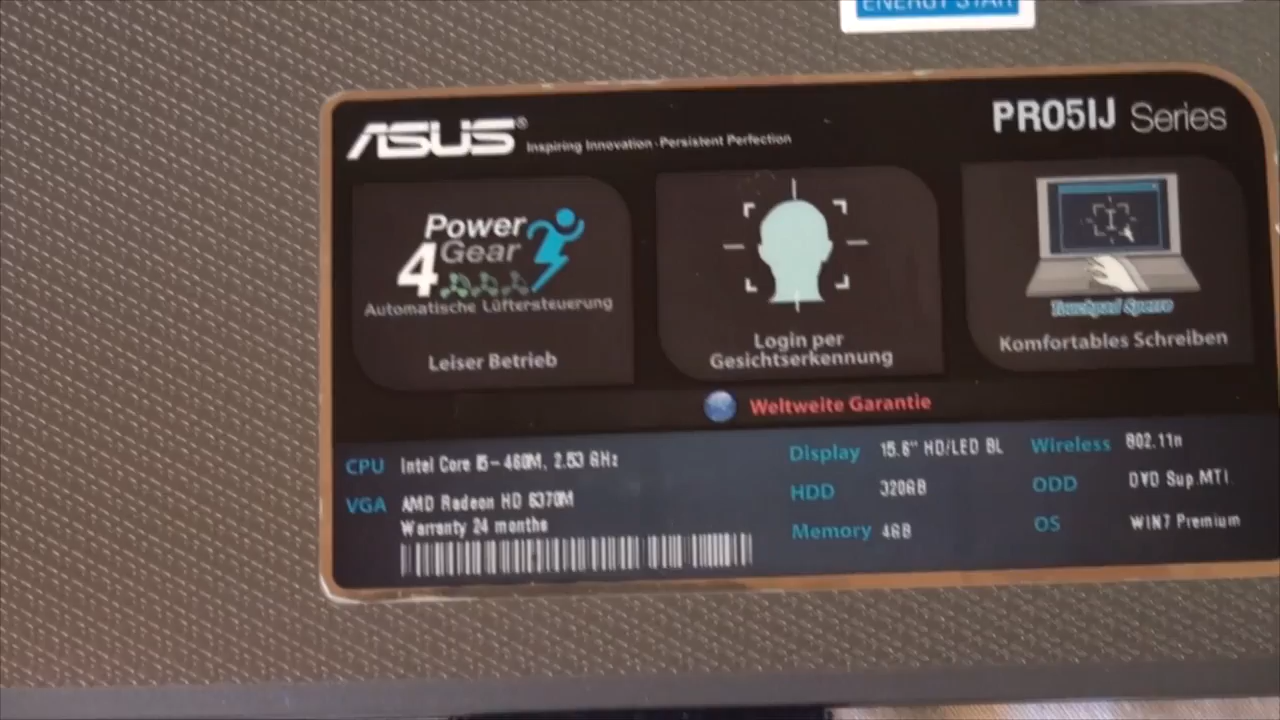 ENERGY STAR
ASUS® Inspiring Innovation · Persistent Perfection
PRO5IJ Series
Power
4 Gear
Automatische Lüftersteuerung
Leiser Betrieb
Login per
Gesichtserkennung
Touchpad Sperre
Komfortables Schreiben
Weltweite Garantie
CPU Intel Core i5-460M, 2.53 GHz
VGA AMD Radeon HD 6370M
Warranty 24 months
Display 15.6" HD/LED BL
HDD 320GB
Memory 4GB
Wireless 802.11n
ODD DVD Sup.MTL
OS WIN7 Premium